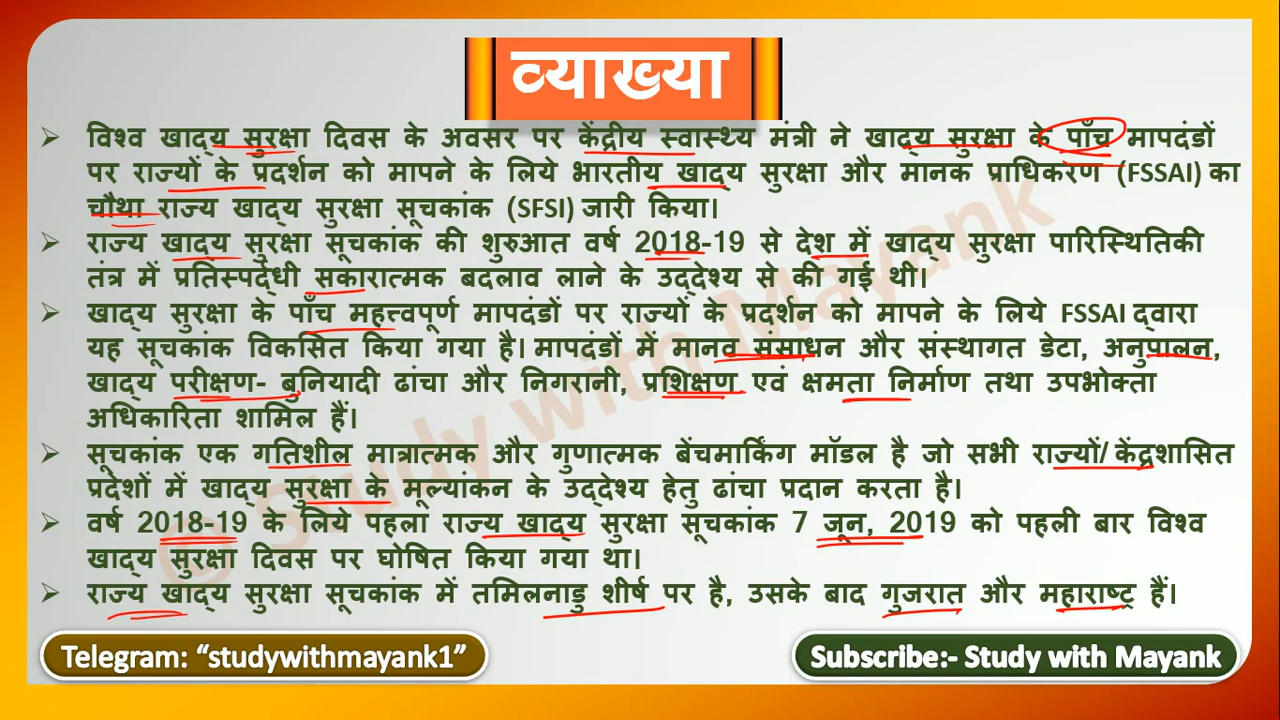 व्याख्या
➢ विश्व खाद्य सुरक्षा दिवस के अवसर पर केंद्रीय स्वास्थ्य मंत्री ने खाद्य सुरक्षा के पाँच मापदंडों
पर राज्यों के प्रदर्शन को मापने के लिये भारतीय खाद्य सुरक्षा और मानक प्राधिकरण (FSSAI) का
चौथा राज्य खाद्य सुरक्षा सूचकांक (SFSI) जारी किया।
➢ राज्य खाद्य सुरक्षा सूचकांक की शुरुआत वर्ष 2018-19 से देश में खाद्य सुरक्षा पारिस्थितिकी
तंत्र में प्रतिस्पर्द्धी सकारात्मक बदलाव लाने के उद्देश्य से की गई थी।
➢ खाद्य सुरक्षा के पाँच महत्त्वपूर्ण मापदंडों पर राज्यों के प्रदर्शन को मापने के लिये FSSAI द्वारा
यह सूचकांक विकसित किया गया है। मापदंडों में मानव संसाधन और संस्थागत डेटा, अनुपालन,
खाद्य परीक्षण- बुनियादी ढांचा और निगरानी, प्रशिक्षण एवं क्षमता निर्माण तथा उपभोक्ता
अधिकारिता शामिल हैं।
➢ सूचकांक एक गतिशील मात्रात्मक और गुणात्मक बेंचमार्किंग मॉडल है जो सभी राज्यों/ केंद्रशासित
प्रदेशों में खाद्य सुरक्षा के मूल्यांकन के उद्देश्य हेतु ढांचा प्रदान करता है।
➢ वर्ष 2018-19 के लिये पहला राज्य खाद्य सुरक्षा सूचकांक 7 जून, 2019 को पहली बार विश्व
खाद्य सुरक्षा दिवस पर घोषित किया गया था।
➢ राज्य खाद्य सुरक्षा सूचकांक में तमिलनाडु शीर्ष पर है, उसके बाद गुजरात और महाराष्ट्र हैं।
© Study with Mayank
Telegram: “studywithmayank1”
Subscribe:- Study with Mayank